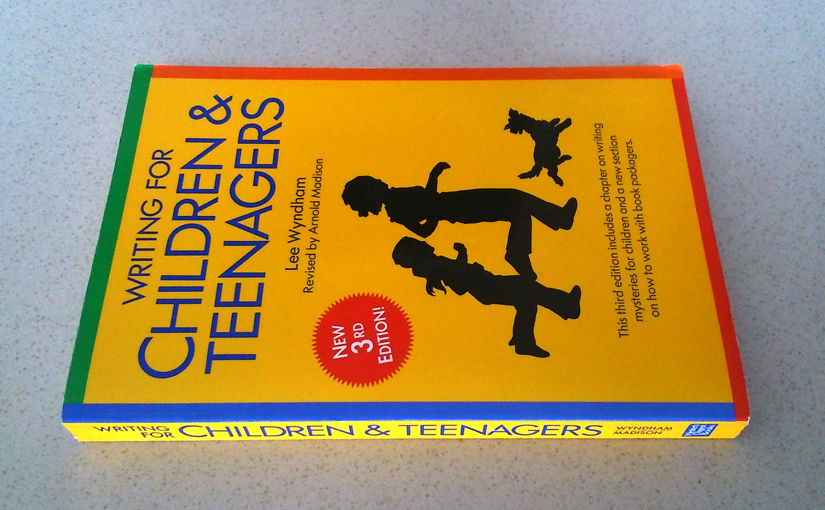 WRITING FOR
CHILDREN &
TEENAGERS
Lee Wyndham
Revised by Arnold Madison
NEW
3RD
EDITION!
This third edition includes a chapter on writing
mysteries for children and a new section
on how to work with book packagers.
WRITING
FOR
CHILDREN & TEENAGERS
WYNDHAM
MADISON